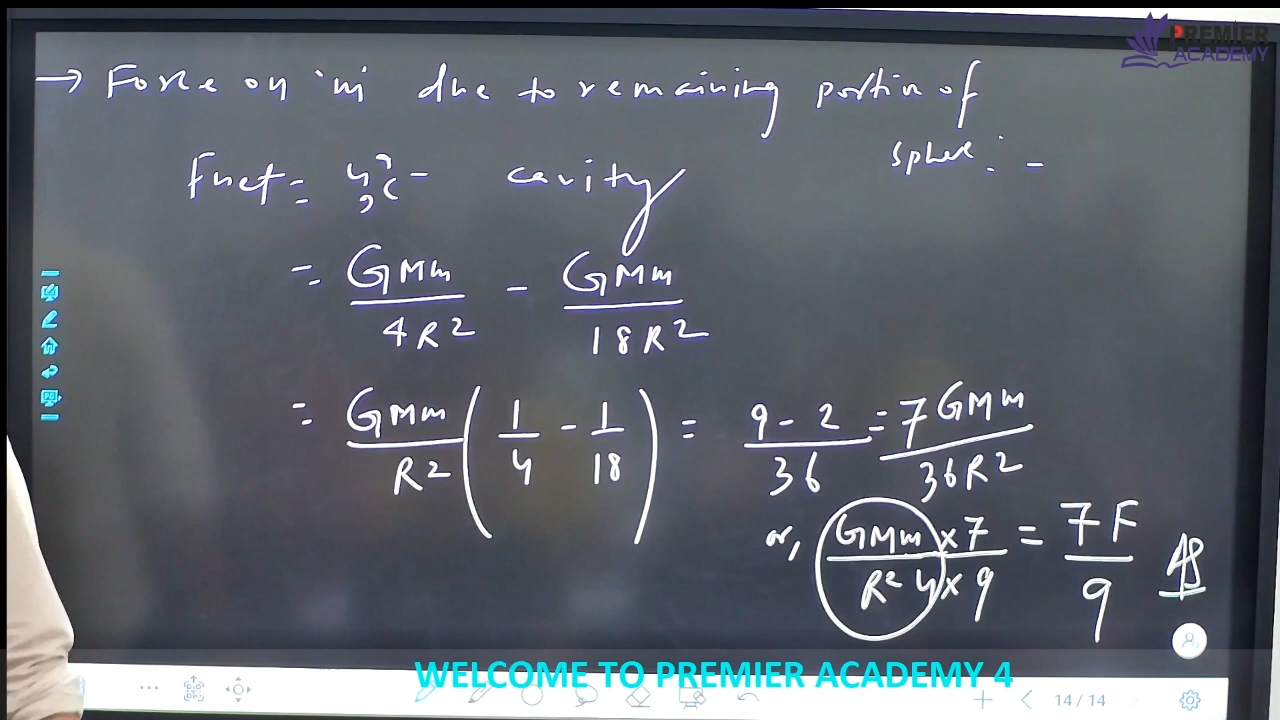 PREMIER
ACADEMY
→ Force on 'm' due to remaining portion of
sphere : -
Fnet = - cavity
= GMm/4R² - GMm/18R²
= GMm/R² (1/4 - 1/18) = 9-2/36 = 7GMm/36R²
or, GMm×7/R² 4×9 = 7F/9
WELCOME TO PREMIER ACADEMY 4
14/14